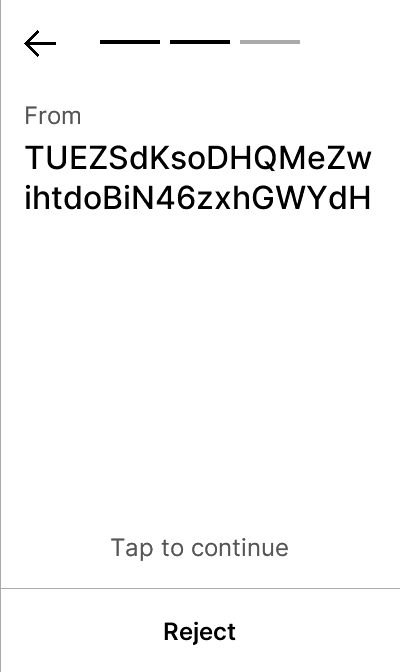 From
TUEZSdKsoDHQMeZw
ihtdoBiN46zxhGWYdH
Tap to continue
Reject